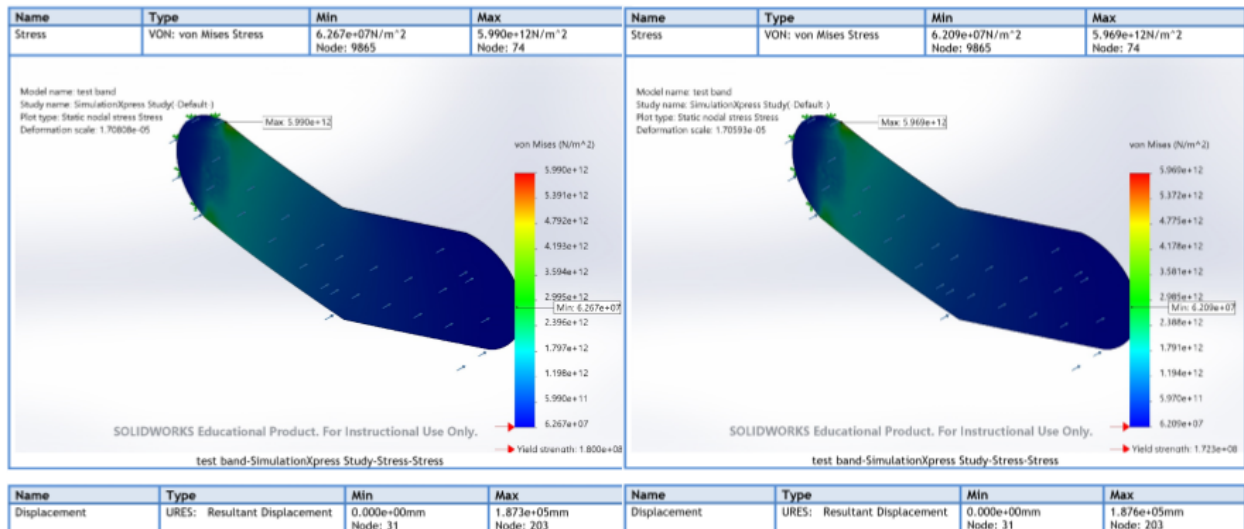 Name Type Min Max
Stress VON: von Mises Stress 6.267e+07N/m^2 5.990e+12N/m^2
Node: 9865 Node: 74
Model name: test band
Study name: SimulationXpress Study(-Default-)
Plot type: Static nodal stress Stress
Deformation scale: 1.70808e-05
Max: 5.990e+12
von Mises (N/m^2)
5.990e+12
5.391e+12
4.792e+12
4.193e+12
3.594e+12
2.995e+12
Min: 6.267e+07
2.396e+12
1.797e+12
1.198e+12
5.990e+11
6.267e+07
SOLIDWORKS Educational Product. For Instructional Use Only.
Yield strength: 1.800e+08
test band-SimulationXpress Study-Stress-Stress
Name Type Min Max
Displacement URES: Resultant Displacement 0.000e+00mm 1.873e+05mm
Node: 31 Node: 203
Name Type Min Max
Stress VON: von Mises Stress 6.209e+07N/m^2 5.969e+12N/m^2
Node: 9865 Node: 74
Model name: test band
Study name: SimulationXpress Study(-Default-)
Plot type: Static nodal stress Stress
Deformation scale: 1.70593e-05
Max: 5.969e+12
von Mises (N/m^2)
5.969e+12
5.372e+12
4.775e+12
4.178e+12
3.581e+12
2.985e+12
Min: 6.209e+07
2.388e+12
1.791e+12
1.194e+12
5.970e+11
6.209e+07
SOLIDWORKS Educational Product. For Instructional Use Only.
Yield strength: 1.723e+08
test band-SimulationXpress Study-Stress-Stress
Name Type Min Max
Displacement URES: Resultant Displacement 0.000e+00mm 1.876e+05mm
Node: 31 Node: 203